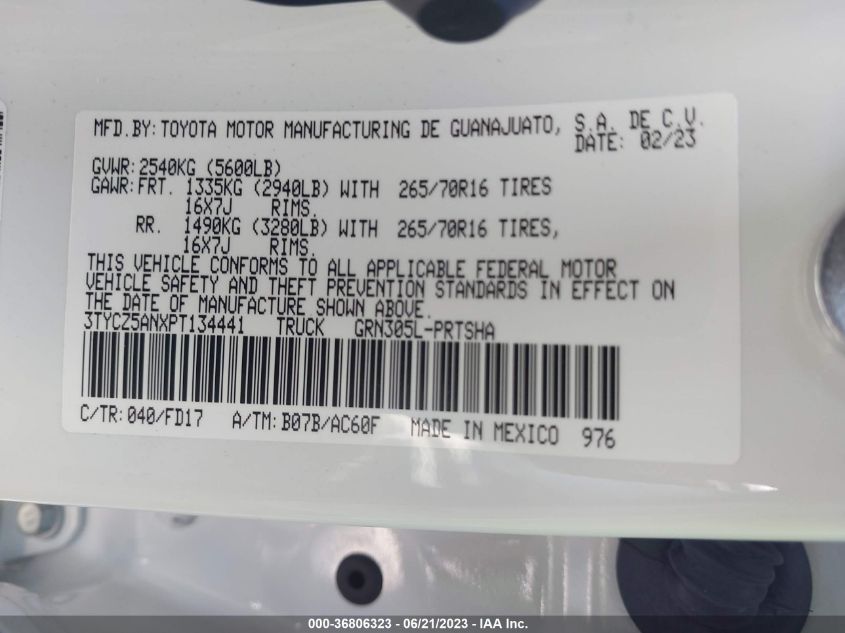 MFD.BY:TOYOTA MOTOR MANUFACTURING DE GUANAJUATO, S.A. DE C.V.
DATE: 02/23
GVWR:2540KG (5600LB)
GAWR:FRT. 1335KG (2940LB) WITH 265/70R16 TIRES
16X7J RIMS.
RR. 1490KG (3280LB) WITH 265/70R16 TIRES,
16X7J RIMS.
THIS VEHICLE CONFORMS TO ALL APPLICABLE FEDERAL MOTOR
VEHICLE SAFETY AND THEFT PREVENTION STANDARDS IN EFFECT ON
THE DATE OF MANUFACTURE SHOWN ABOVE.
3TYCZ5ANXPT134441 TRUCK GRN305L-PRTSHA
C/TR:040/FD17 A/TM:B07B/AC60F MADE IN MEXICO 976
000-36806323 / 06/21/2023 - IAA Inc.